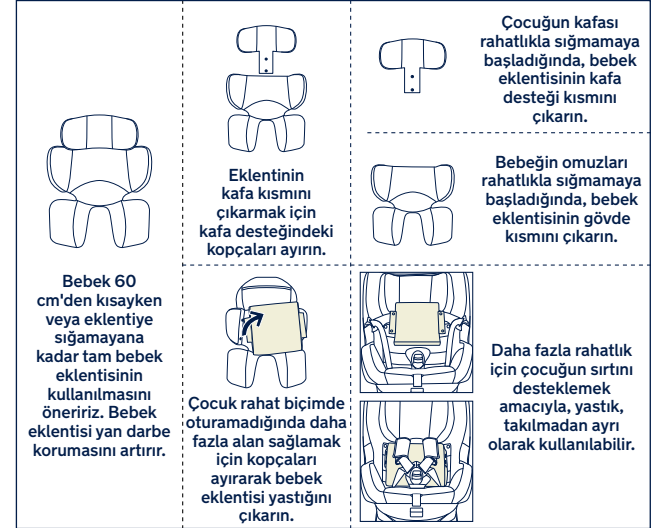 Bebek 60
cm'den kısayken
veya eklentiye
sığamayana
kadar tam bebek
eklentisinin
kullanılmasını
öneririz. Bebek
eklentisi yan darbe
korumasını artırır.
Eklentinin
kafa kısmını
çıkarmak için
kafa desteğindeki
kopçaları ayırın.
Çocuk rahat biçimde
oturamadığında daha
fazla alan sağlamak
için kopçaları
ayırarak bebek
eklentisi yastığını
çıkarın.
Çocuğun kafası
rahatlıkla sığmamaya
başladığında, bebek
eklentisinin kafa
desteği kısmını
çıkarın.
Bebeğin omuzları
rahatlıkla sığmamaya
başladığında, bebek
eklentisinin gövde
kısmını çıkarın.
Daha fazla rahatlık
için çocuğun sırtını
desteklemek
amacıyla, yastık,
takılmadan ayrı
olarak kullanılabilir.